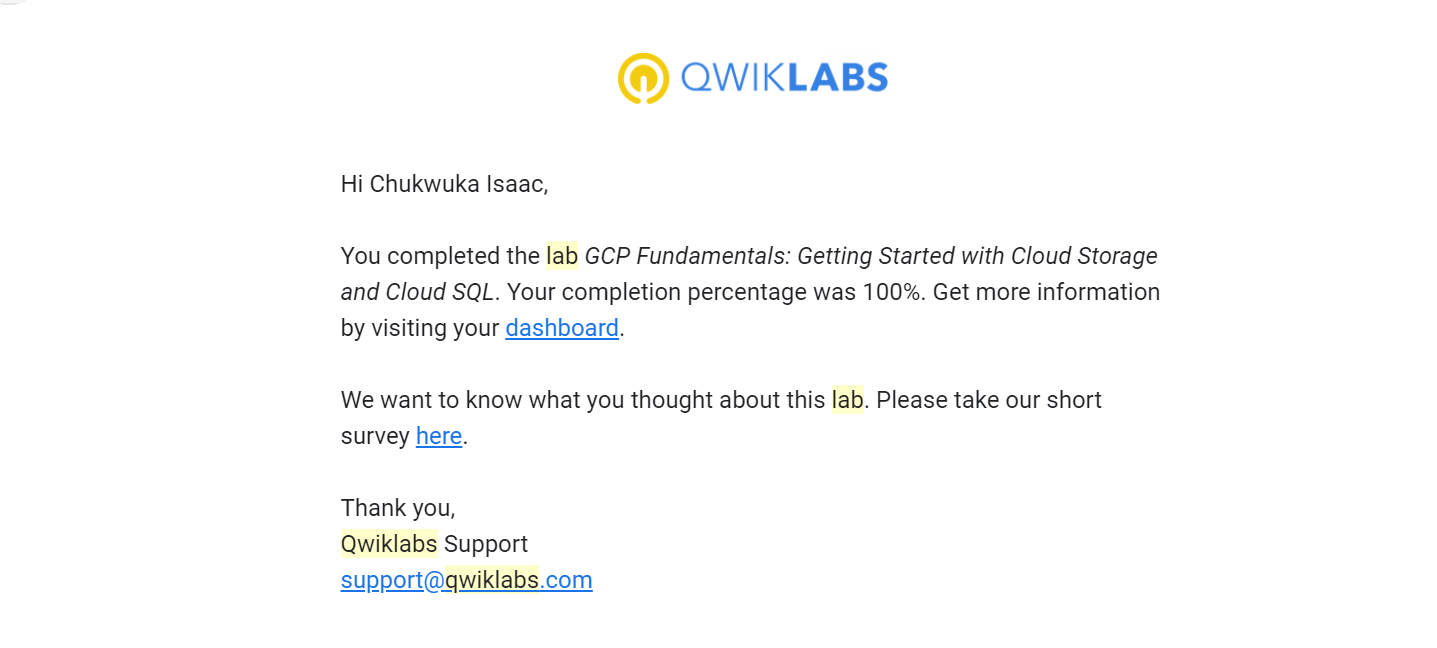 QWIKLABS
Hi Chukwuka Isaac,
You completed the lab GCP Fundamentals: Getting Started with Cloud Storage
and Cloud SQL. Your completion percentage was 100%. Get more information
by visiting your dashboard.
We want to know what you thought about this lab. Please take our short
survey here.
Thank you,
Qwiklabs Support
support@qwiklabs.com